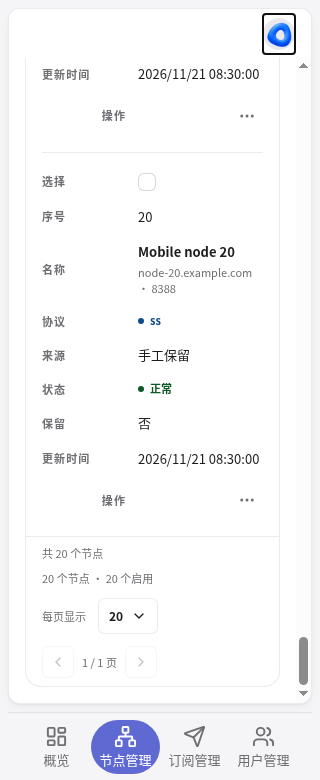 更新时间 2026/11/21 08:30:00
操作 •••
选择
序号 20
名称 Mobile node 20
node-20.example.com
· 8388
协议 ss
来源 手工保留
状态 正常
保留 否
更新时间 2026/11/21 08:30:00
操作 •••
共 20 个节点
20 个节点 · 20 个启用
每页显示 20
1 / 1 页
概览 节点管理 订阅管理 用户管理